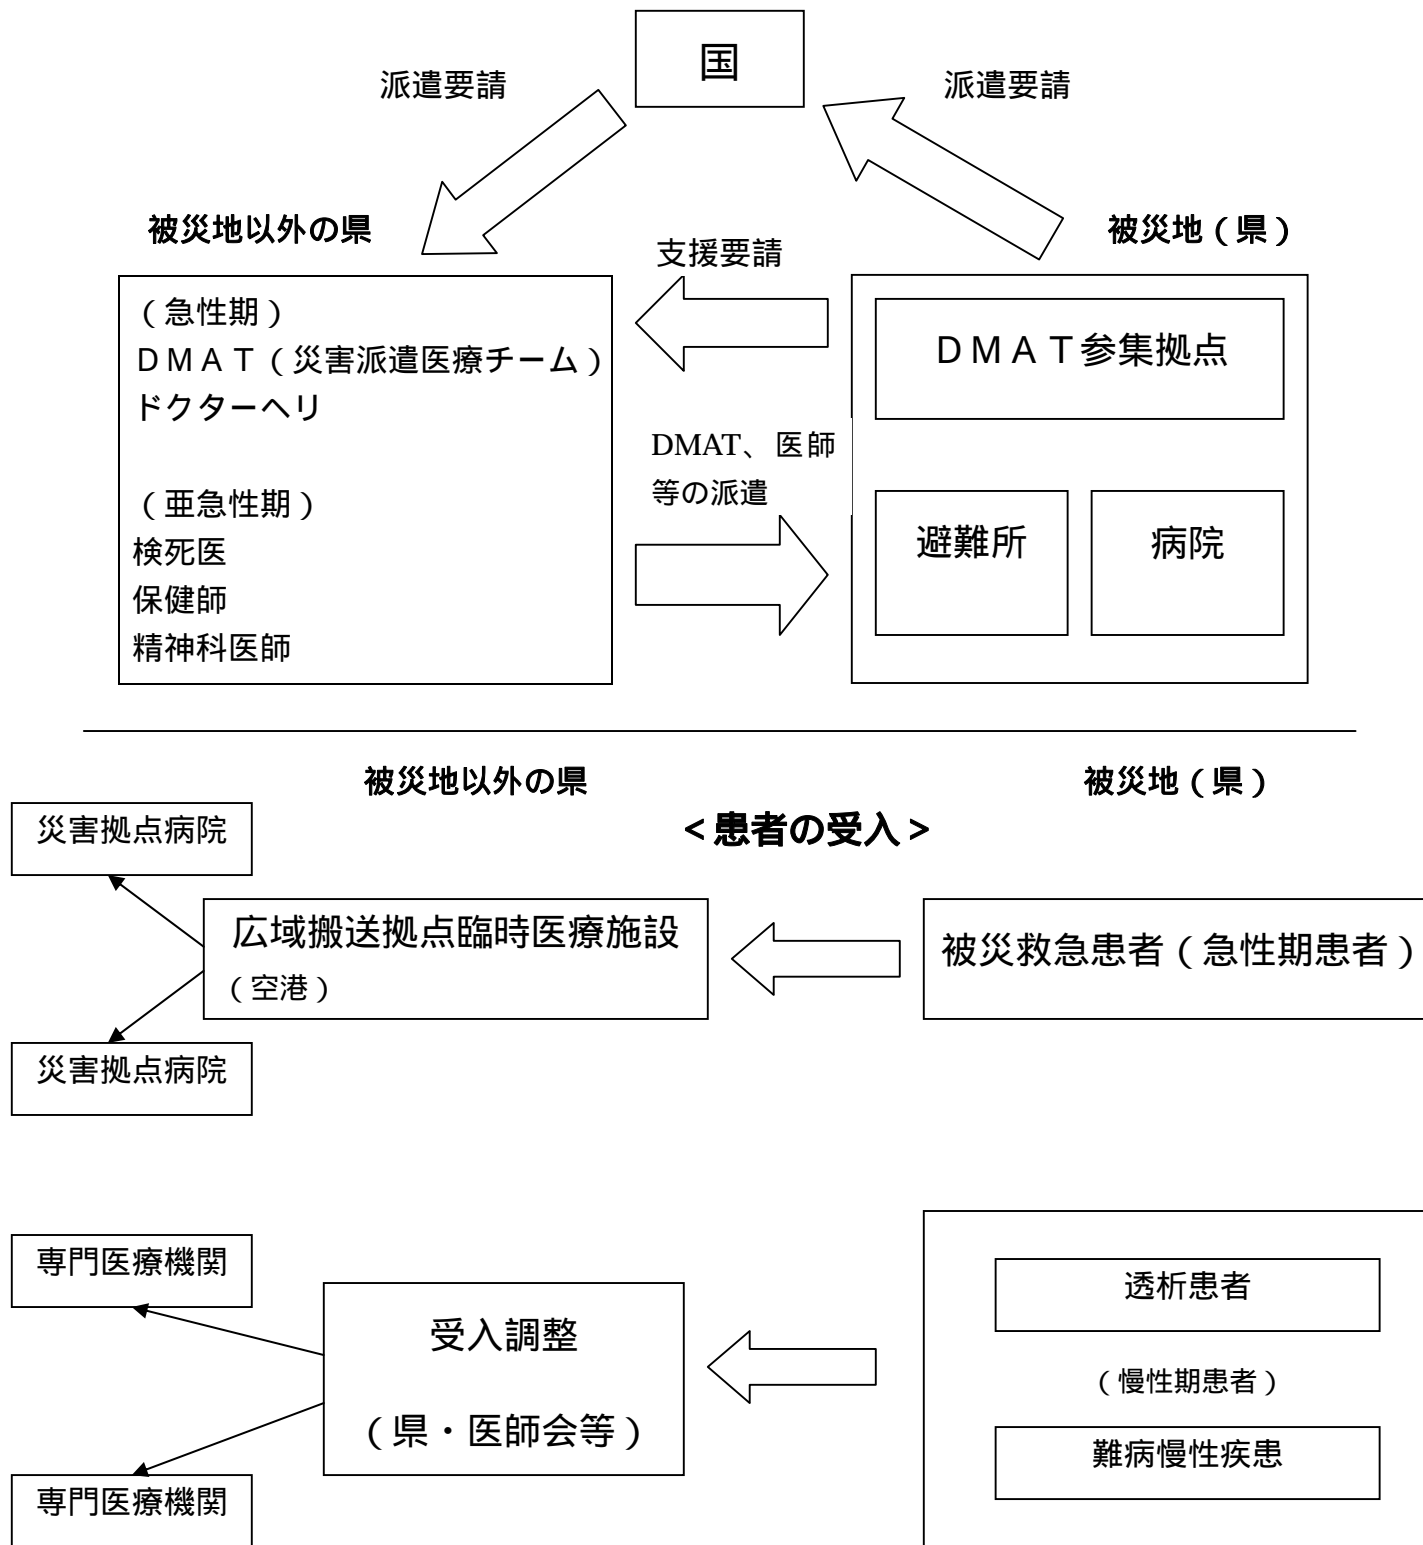 国
派遣要請
派遣要請
被災地以外の県
被災地（県）
支援要請
（急性期）
ＤＭＡＴ（災害派遣医療チーム）
ドクターヘリ
（亜急性期）
検死医
保健師
精神科医師
DMAT、医師
等の派遣
ＤＭＡＴ参集拠点
避難所
病院
被災地以外の県
被災地（県）
＜患者の受入＞
災害拠点病院
広域搬送拠点臨時医療施設
（空港）
被災救急患者（急性期患者）
災害拠点病院
専門医療機関
受入調整
（県・医師会等）
透析患者
（慢性期患者）
難病慢性疾患
専門医療機関